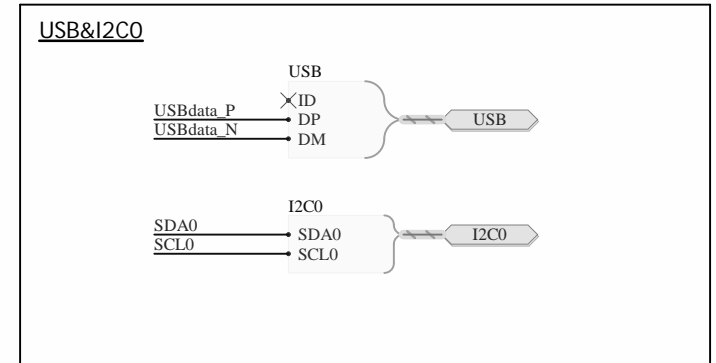 USB&I2C0
USB
ID
USBdata_P DP USB
USBdata_N DM
I2C0
SDA0 SDA0 I2C0
SCL0 SCL0